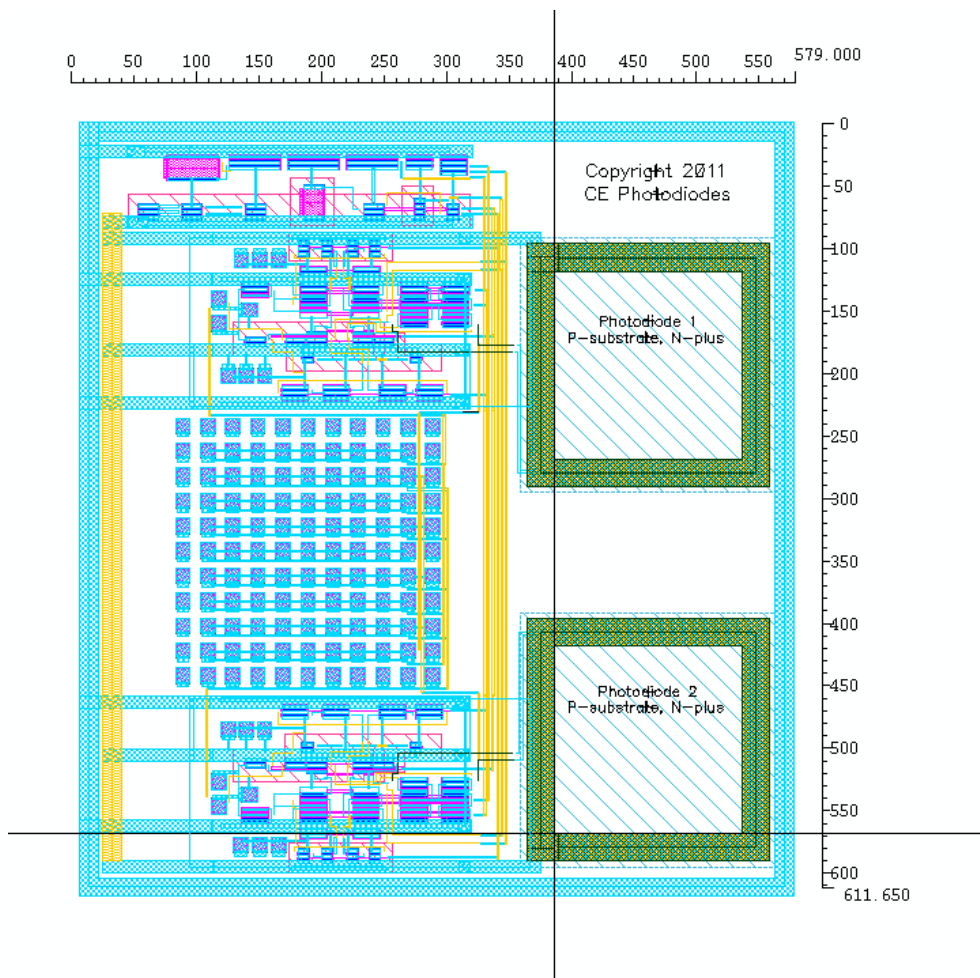 579.000
0 50 100 150 200 250 300 350 400 450 500 550
0
Copyright 2011
CE Photodiodes
50
100
150
Photodiode 1
P-substrate, N-plus
200
250
300
350
400
450
Photodiode 2
P-substrate, N-plus
500
550
600
611.650